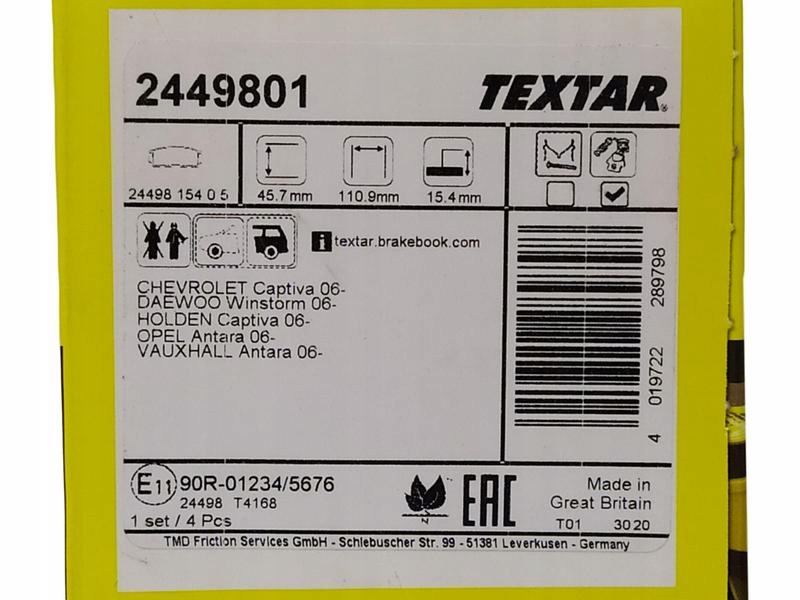 2449801
TEXTAR®
24498 154 0 5
45.7mm
110.9mm
15.4mm
i textar.brakebook.com
CHEVROLET Captiva 06-
DAEWOO Winstorm 06-
HOLDEN Captiva 06-
OPEL Antara 06-
VAUXHALL Antara 06-
4 019722 289798
E11 90R-01234/5676
24498 T4168
1 set / 4 Pcs
N
EAC
Made in
Great Britain
T01 3020
TMD Friction Services GmbH - Schlebuscher Str. 99 - 51381 Leverkusen - Germany